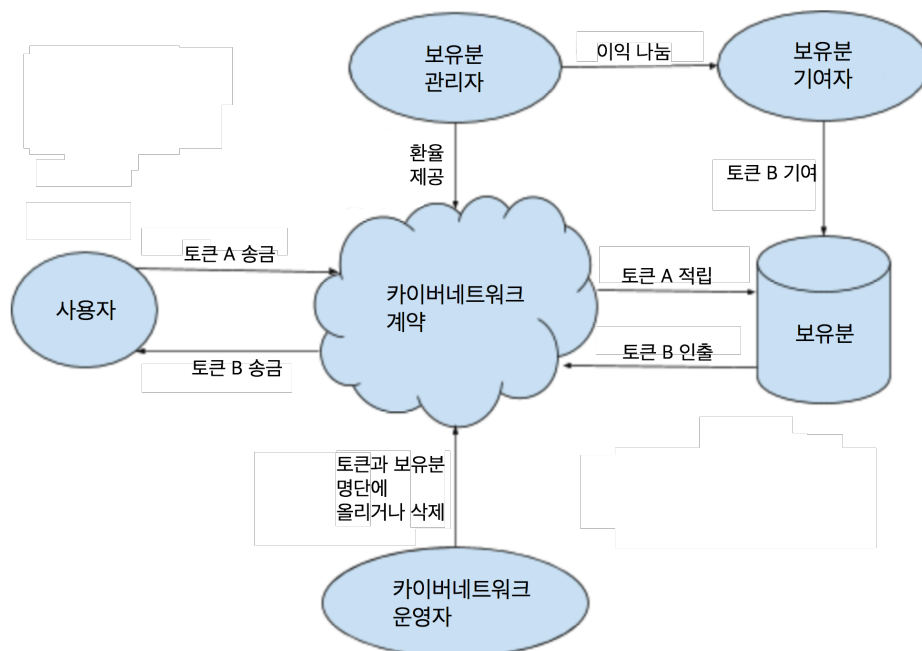 보유분
관리자
이익 나눔
보유분
기여자
환율
제공
토큰 B 기여
토큰 A 송금
사용자
카이버네트워크
계약
토큰 A 적립
보유분
토큰 B 송금
토큰 B 인출
토큰과 보유분
명단에
올리거나 삭제
카이버네트워크
운영자